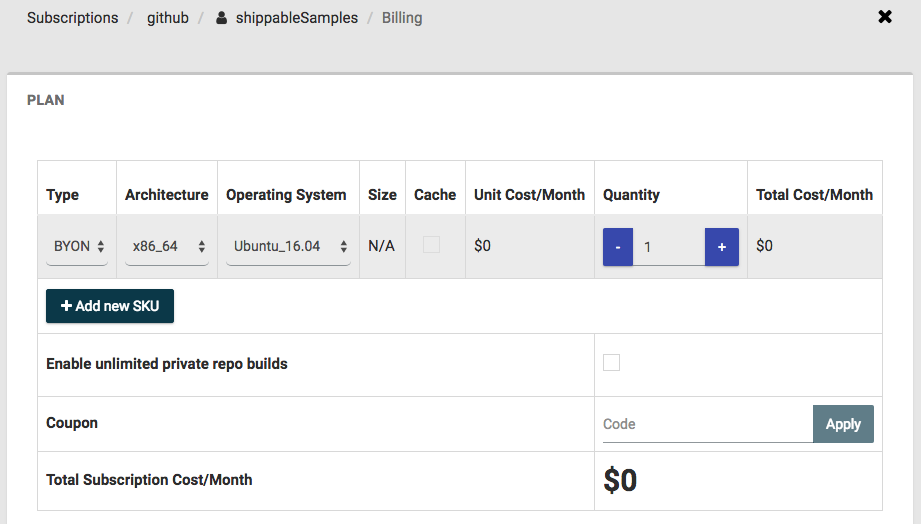 Subscriptions / github / shippableSamples / Billing
PLAN
Type Architecture Operating System Size Cache Unit Cost/Month Quantity Total Cost/Month
BYON x86_64 Ubuntu_16.04 N/A $0 - 1 + $0
+ Add new SKU
Enable unlimited private repo builds
Coupon Code Apply
Total Subscription Cost/Month $0